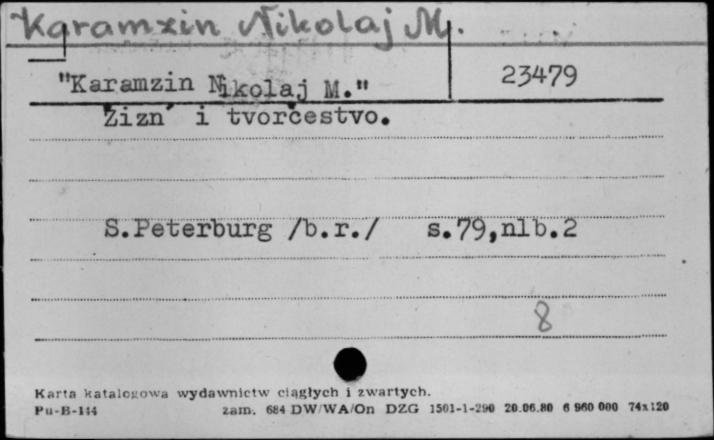 Karamzin Nikolaj M.
"Karamzin Nikolaj M." 23479
Žizn' i tvorčestvo.
S.Peterburg /b.r./ s.79,nlb.2
8
Karta katalogowa wydawnictw ciągłych i zwartych.
Pu-B-144 zam. 684 DW/WA/On DZG 1501-1-290 20.06.80 6 960 000 74x120